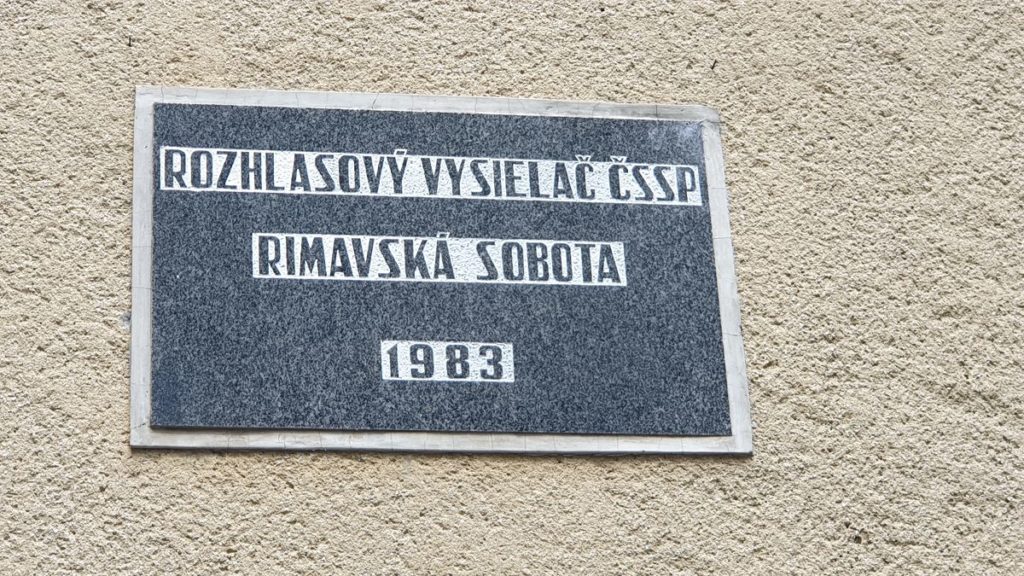 ROZHLASOVÝ VYSIELAČ ČSSP
RIMAVSKÁ SOBOTA
1983